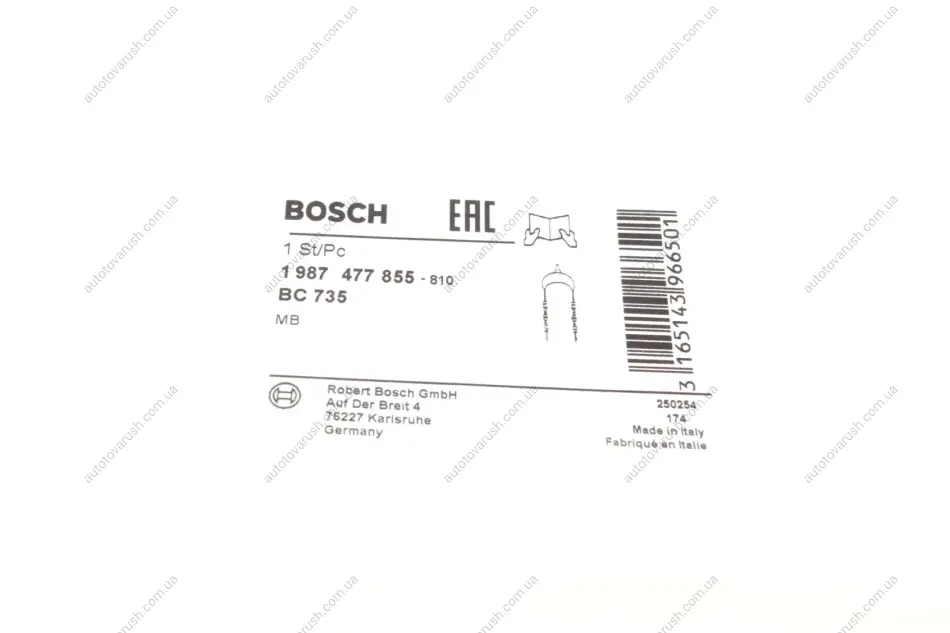 BOSCH
EAC
1 St/Pc
1 987 477 855 - 810
BC 735
MB
3 165143 966501
Robert Bosch GmbH
Auf Der Breit 4
76227 Karlsruhe
Germany
250254
174
Made in Italy
Fabriqué en Italie
autotovarush.com.ua